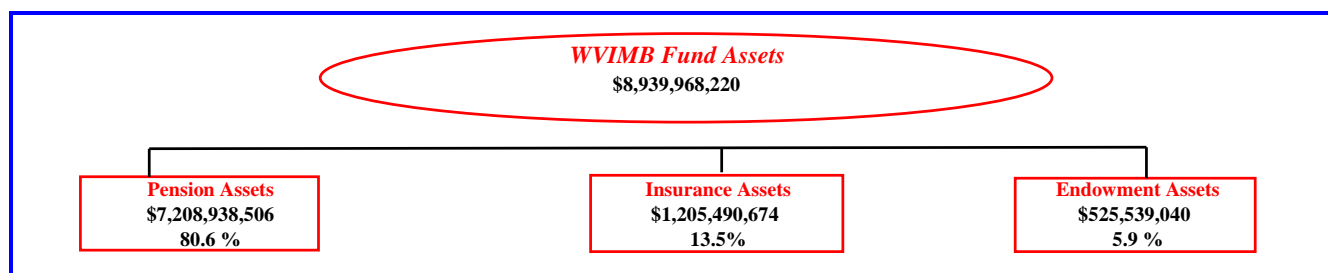 WVIMB Fund Assets
$8,939,968,220
Pension Assets
$7,208,938,506
80.6 %
Insurance Assets
$1,205,490,674
13.5%
Endowment Assets
$525,539,040
5.9 %